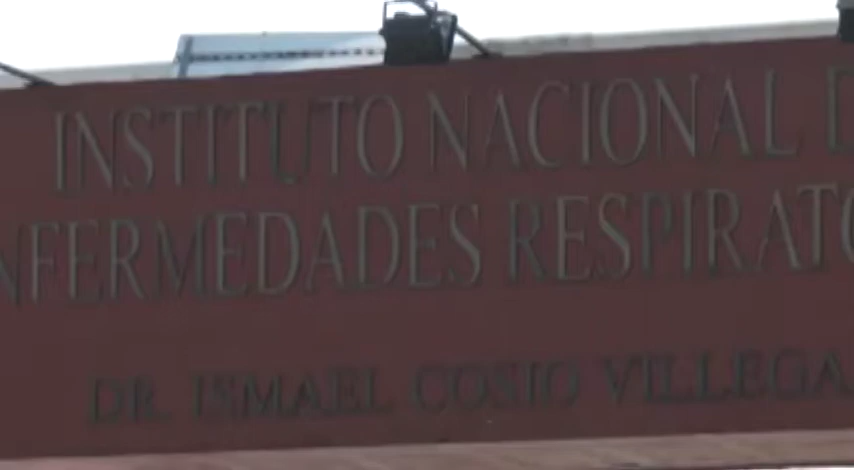 INSTITUTO NACIONAL D
NFERMEDADES RESPIRATO
DR. ISMAEL COSIO VILLEGA